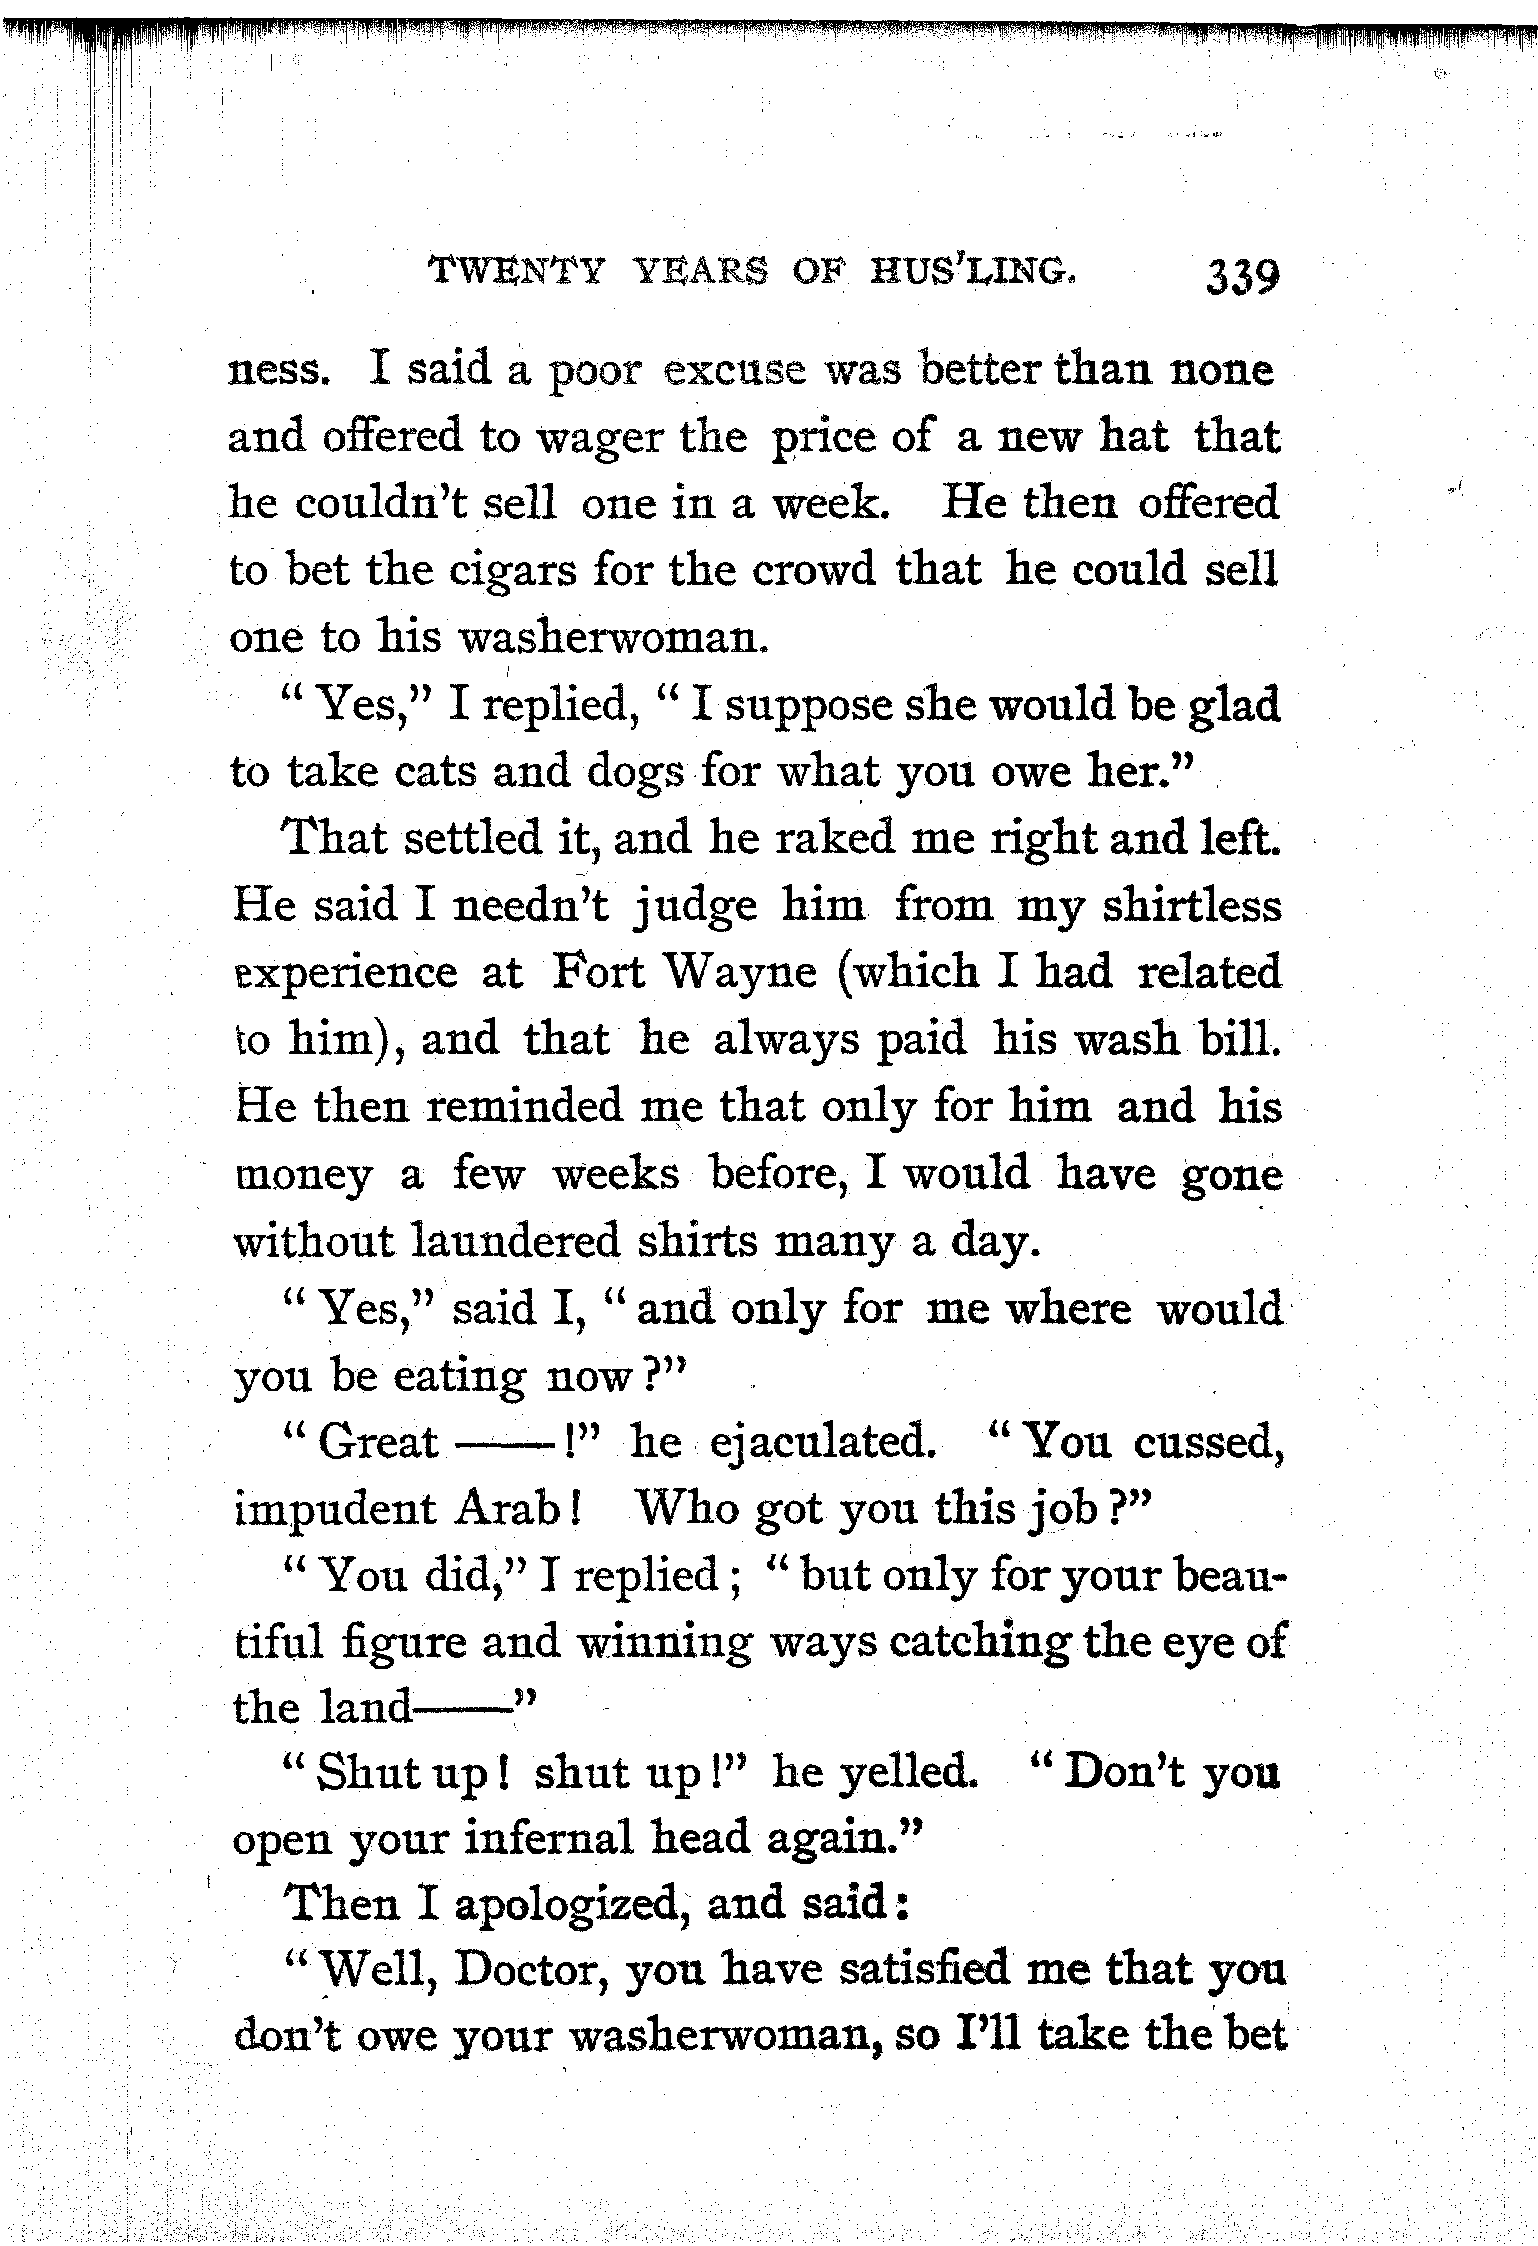 TWENTY YEARS OF HUS'LING. 339
ness. I said a poor excuse was better than none
and offered to wager the price of a new hat that
he couldn't sell one in a week. He then offered
to bet the cigars for the crowd that he could sell
one to his washerwoman.
" Yes," I replied, " I suppose she would be glad
to take cats and dogs for what you owe her."
That settled it, and he raked me right and left.
He said I needn't judge him from my shirtless
experience at Fort Wayne (which I had related
to him), and that he always paid his wash bill.
He then reminded me that only for him and his
money a few weeks before, I would have gone
without laundered shirts many a day.
" Yes," said I, " and only for me where would
you be eating now?"
" Great ——!" he ejaculated. " You cussed,
impudent Arab! Who got you this job?"
" You did," I replied; " but only for your beau-
tiful figure and winning ways catching the eye of
the land——"
" Shut up! shut up!" he yelled. " Don't you
open your infernal head again."
Then I apologized, and said:
" Well, Doctor, you have satisfied me that you
don't owe your washerwoman, so I'll take the bet